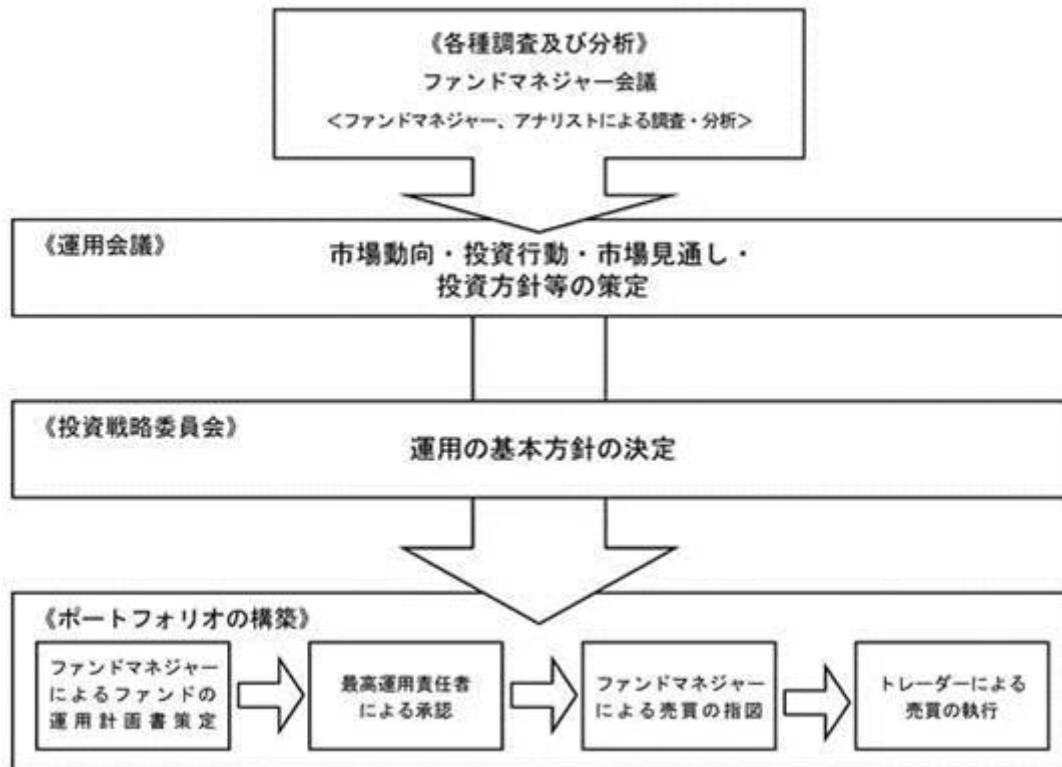 《各種調査及び分析》
ファンドマネジャー会議
<ファンドマネジャー、アナリストによる調査・分析>
《運用会議》
市場動向・投資行動・市場見通し・
投資方針等の策定
《投資戦略委員会》
運用の基本方針の決定
《ポートフォリオの構築》
ファンドマネジャー
によるファンドの
運用計画書策定
最高運用責任者
による承認
ファンドマネジャー
による売買の指図
トレーダーによる
売買の執行